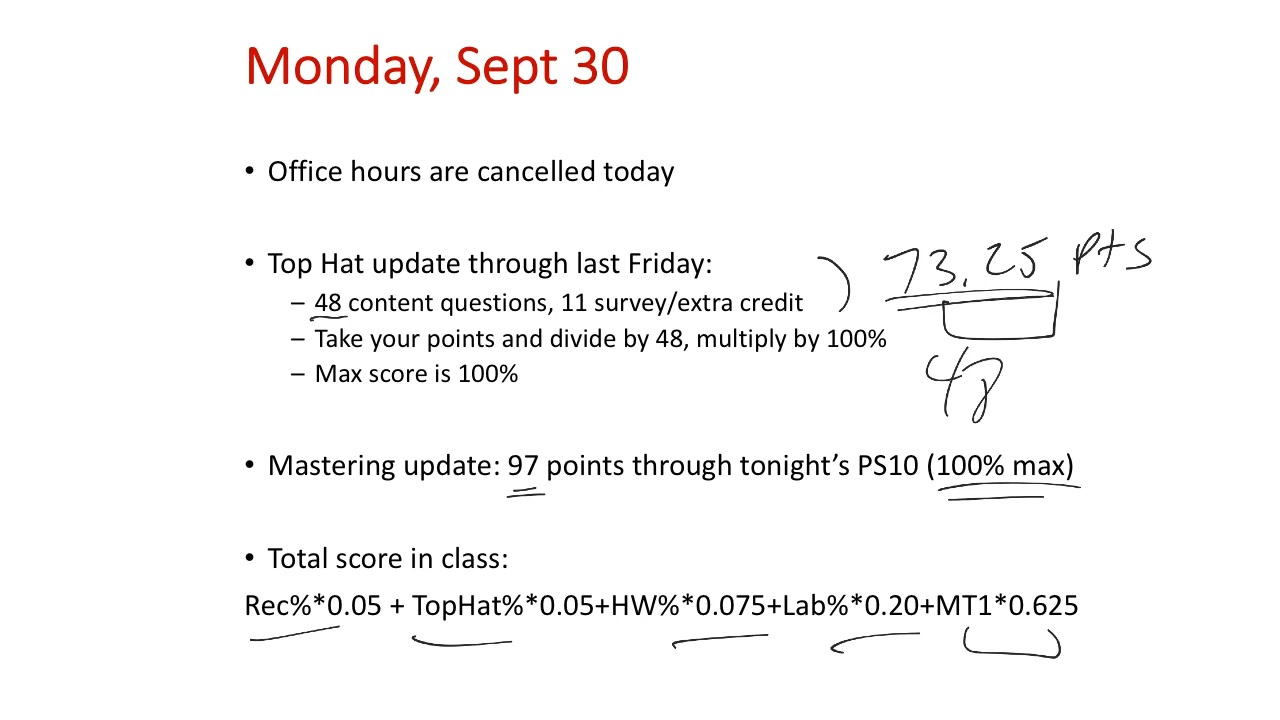 Monday, Sept 30
• Office hours are cancelled today
• Top Hat update through last Friday:
– 48 content questions, 11 survey/extra credit
– Take your points and divide by 48, multiply by 100%
– Max score is 100%
73.25 pts
48
• Mastering update: 97 points through tonight’s PS10 (100% max)
• Total score in class:
Rec%*0.05 + TopHat%*0.05+HW%*0.075+Lab%*0.20+MT1*0.625